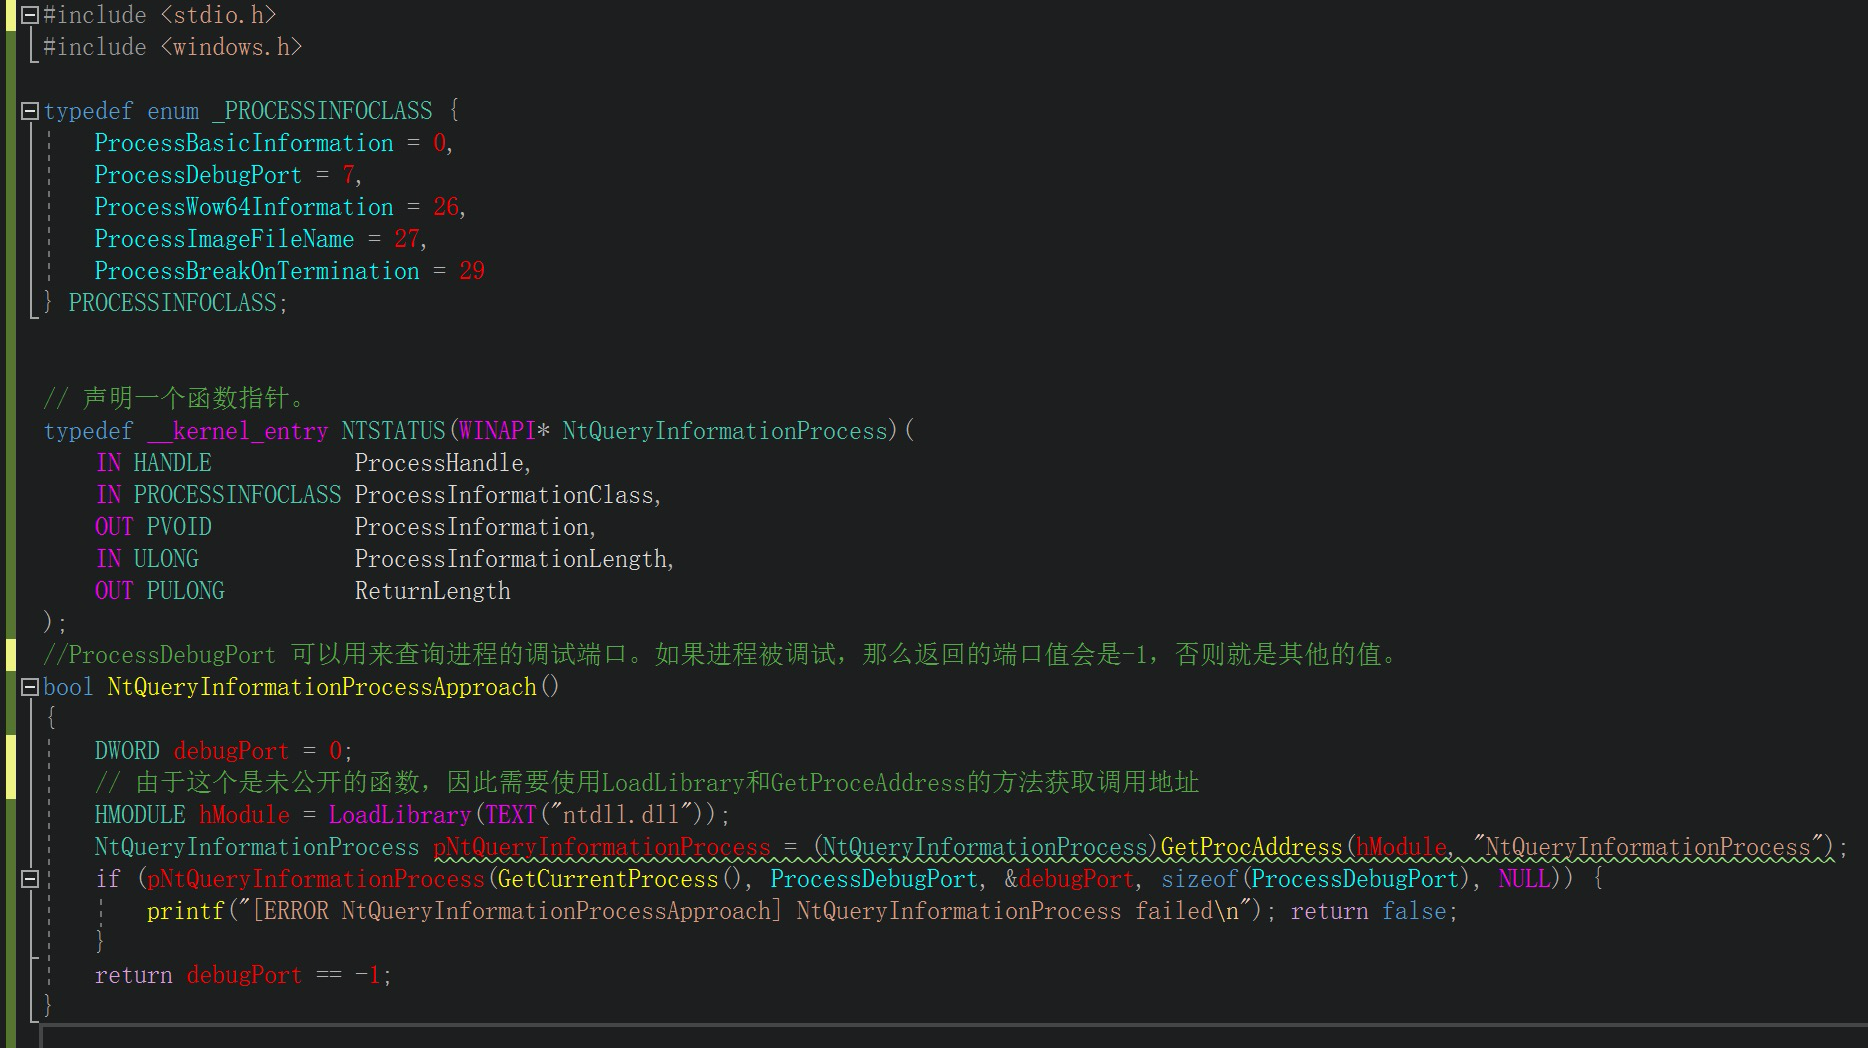 #include <stdio.h>
#include <windows.h>
typedef enum _PROCESSINFOCLASS {
    ProcessBasicInformation = 0,
    ProcessDebugPort = 7,
    ProcessWow64Information = 26,
    ProcessImageFileName = 27,
    ProcessBreakOnTermination = 29
} PROCESSINFOCLASS;
// 声明一个函数指针。
typedef __kernel_entry NTSTATUS(WINAPI* NtQueryInformationProcess)(
    IN HANDLE           ProcessHandle,
    IN PROCESSINFOCLASS ProcessInformationClass,
    OUT PVOID           ProcessInformation,
    IN ULONG            ProcessInformationLength,
    OUT PULONG          ReturnLength
);
//ProcessDebugPort 可以用来查询进程的调试端口。如果进程被调试，那么返回的端口值会是-1，否则就是其他的值。
bool NtQueryInformationProcessApproach()
{
    DWORD debugPort = 0;
    // 由于这个是未公开的函数，因此需要使用LoadLibrary和GetProceAddress的方法获取调用地址
    HMODULE hModule = LoadLibrary(TEXT("ntdll.dll"));
    NtQueryInformationProcess pNtQueryInformationProcess = (NtQueryInformationProcess)GetProcAddress(hModule, "NtQueryInformationProcess");
    if (pNtQueryInformationProcess(GetCurrentProcess(), ProcessDebugPort, &debugPort, sizeof(ProcessDebugPort), NULL)) {
        printf("[ERROR NtQueryInformationProcessApproach] NtQueryInformationProcess failed\n"); return false;
    }
    return debugPort == -1;
}